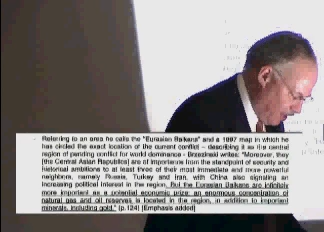 Referring to an area he calls the "Eurasian Balkans" and a 1997 map in which he
has circled the exact location of the current conflict – describing it as the central
region of pending conflict for world dominance - Brzezinski writes: "Moreover, they
[the Central Asian Republics] are of importance from the standpoint of security and
historical ambitions to at least three of their most immediate and more powerful
neighbors, namely Russia, Turkey and Iran, with China also signaling an
increasing political interest in the region. But the Eurasian Balkans are infinitely
more important as a potential economic prize: an enormous concentration of
natural gas and oil reserves is located in the region, in addition to important
minerals, including gold." (p.124) [Emphasis added]